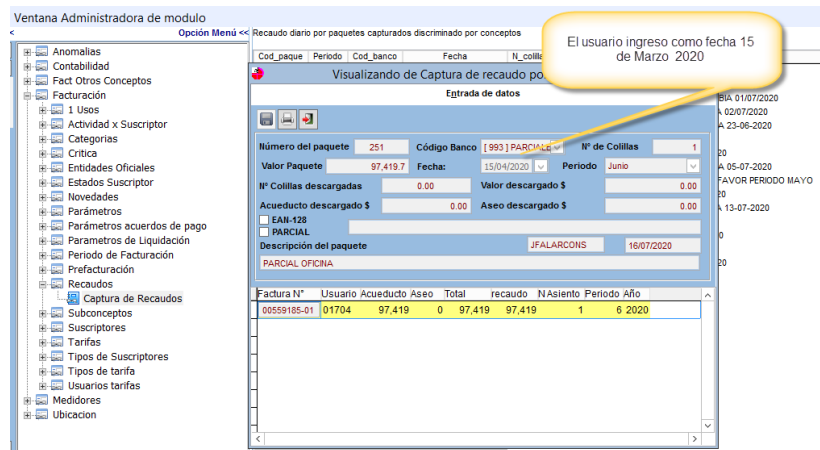 Ventana Administradora de modulo
< Opción Menú << Recaudo diario por paquetes capturados discriminado por conceptos
El usuario ingreso como fecha 15
de Marzo 2020
Anomalias
Contabilidad
Fact Otros Conceptos
Facturación
1 Usos
Actividad x Suscriptor
Categorias
Critica
Entidades Oficiales
Estados Suscriptor
Novedades
Parámetros
Parámetros acuerdos de pago
Parametros de Liquidación
Periodo de Facturación
Prefacturación
Recaudos
Captura de Recaudos
Subconceptos
Suscriptores
Tarifas
Tipos de Suscriptores
Tipos de tarifa
Usuarios tarifas
Medidores
Ubicacion
Cod_paque Periodo Cod_banco Fecha
Visualizando de Captura de recaudo
Entrada de datos
Número del paquete 251 Código Banco [ 993 ] Nº de Colillas 1
Valor Paquete 97,419.7 Fecha: 15/04/2020 Periodo Junio
Nº Colillas descargadas 0.00 Valor descargado $ 0.00
Acueducto descargado $ 0.00 Aseo descargado $ 0.00
EAN-128
PARCIAL
Descripción del paquete JFALARCONS 16/07/2020
PARCIAL OFICINA
Factura N° Usuario Acueducto Aseo Total recaudo N Asiento Periodo Año
00559185-01 01704 97,419 0 97,419 97,419 1 6 2020
BIA 01/07/2020
A 02/07/2020
A 23-06-2020
20
A 05-07-2020
FAVOR PERIODO MAYO
20
A 13-07-2020
0
20